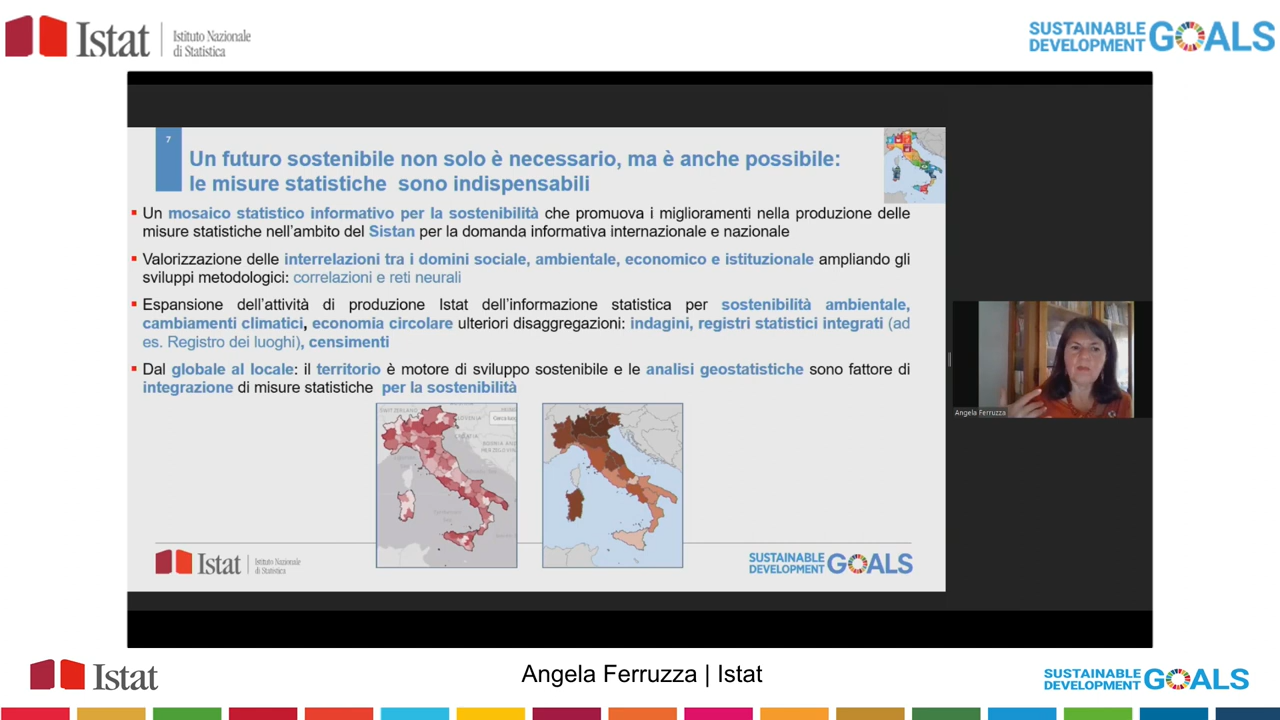 Istat
Istituto Nazionale
di Statistica
SUSTAINABLE
DEVELOPMENT
GOALS
7
Un futuro sostenibile non solo è necessario, ma è anche possibile:
le misure statistiche sono indispensabili
Un mosaico statistico informativo per la sostenibilità che promuova i miglioramenti nella produzione delle
misure statistiche nell'ambito del Sistan per la domanda informativa internazionale e nazionale
Valorizzazione delle interrelazioni tra i domini sociale, ambientale, economico e istituzionale ampliando gli
sviluppi metodologici: correlazioni e reti neurali
Espansione dell'attività di produzione Istat dell'informazione statistica per sostenibilità ambientale,
cambiamenti climatici, economia circolare ulteriori disaggregazioni: indagini, registri statistici integrati (ad
es. Registro dei luoghi), censimenti
Dal globale al locale: il territorio è motore di sviluppo sostenibile e le analisi geostatistiche sono fattore di
integrazione di misure statistiche per la sostenibilità
Istat
Istituto Nazionale
di Statistica
SUSTAINABLE
DEVELOPMENT
GOALS
Angela Ferruzza
Istat
Angela Ferruzza | Istat
SUSTAINABLE
DEVELOPMENT
GOALS